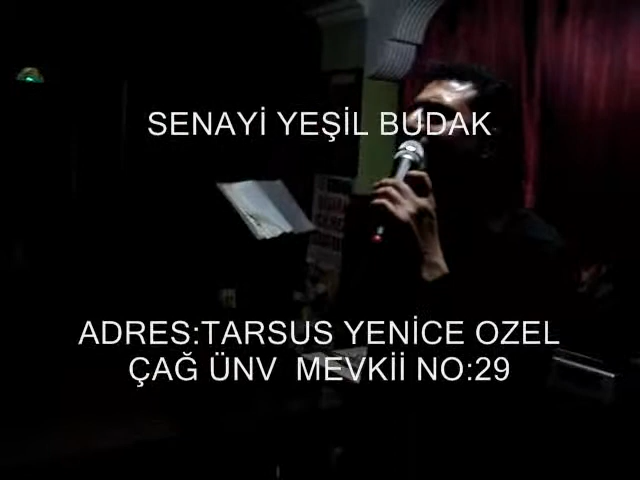 SENAYİ YEŞİL BUDAK
ADRES:TARSUS YENİCE OZEL
ÇAĞ ÜNV MEVKİİ NO:29